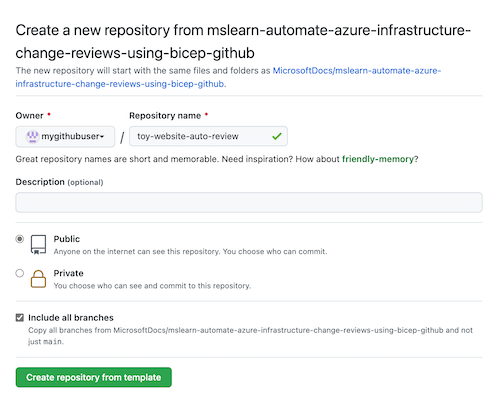 Create a new repository from mslearn-automate-azure-infrastructure-
change-reviews-using-bicep-github
The new repository will start with the same files and folders as MicrosoftDocs/mslearn-automate-azure-
infrastructure-change-reviews-using-bicep-github.
Owner * Repository name *
mygithubuser / toy-website-auto-review
Great repository names are short and memorable. Need inspiration? How about friendly-memory?
Description (optional)
Public
Anyone on the internet can see this repository. You choose who can commit.
Private
You choose who can see and commit to this repository.
Include all branches
Copy all branches from MicrosoftDocs/mslearn-automate-azure-infrastructure-change-reviews-using-bicep-github and not
just main.
Create repository from template